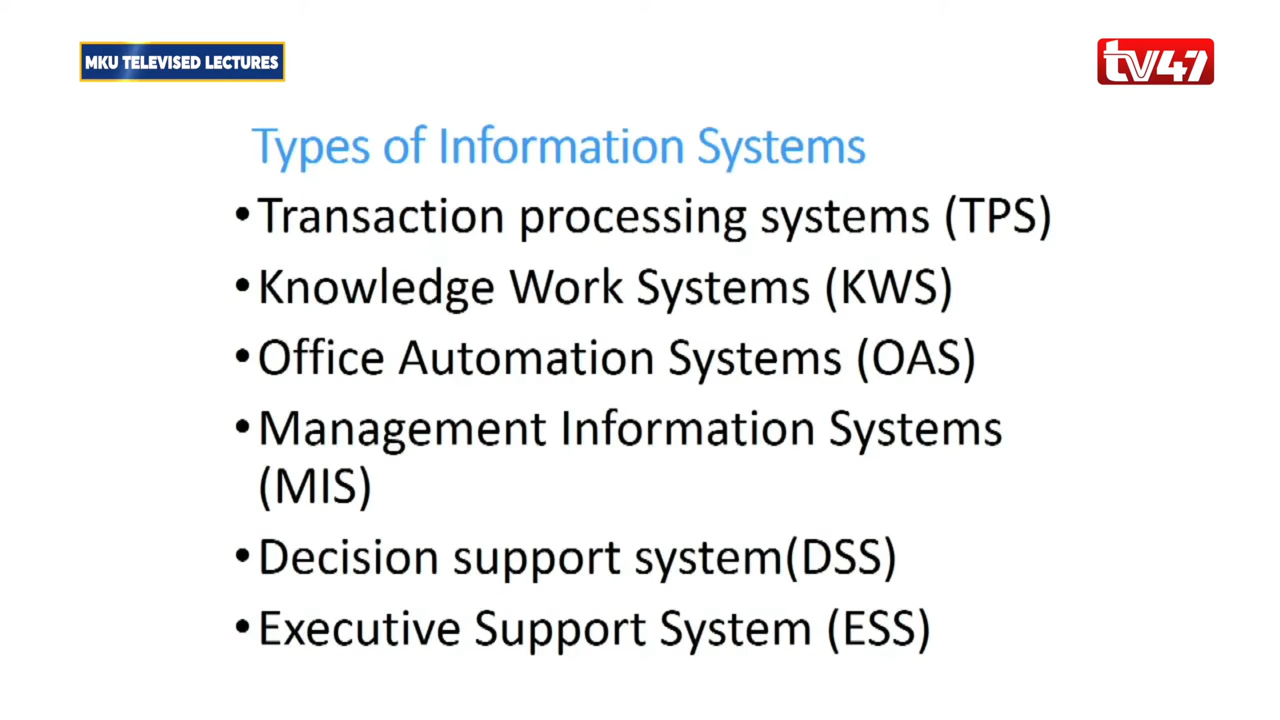 MKU TELEVISED LECTURES
tv47
Types of Information Systems
•Transaction processing systems (TPS)
•Knowledge Work Systems (KWS)
•Office Automation Systems (OAS)
•Management Information Systems
(MIS)
•Decision support system(DSS)
•Executive Support System (ESS)